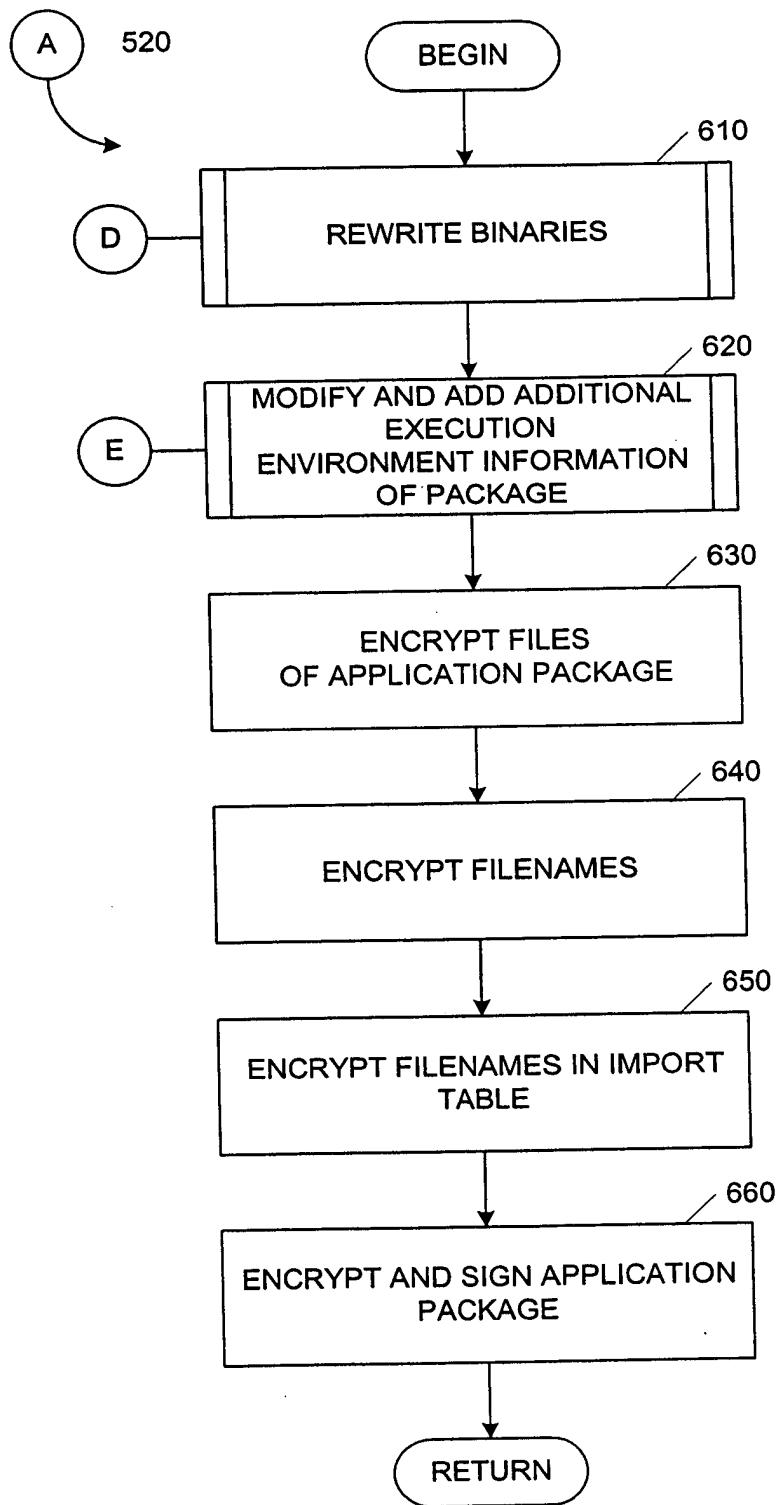 A 520
BEGIN
610
D
REWRITE BINARIES
620
E
MODIFY AND ADD ADDITIONAL
EXECUTION
ENVIRONMENT INFORMATION
OF PACKAGE
630
ENCRYPT FILES
OF APPLICATION PACKAGE
640
ENCRYPT FILENAMES
650
ENCRYPT FILENAMES IN IMPORT
TABLE
660
ENCRYPT AND SIGN APPLICATION
PACKAGE
RETURN